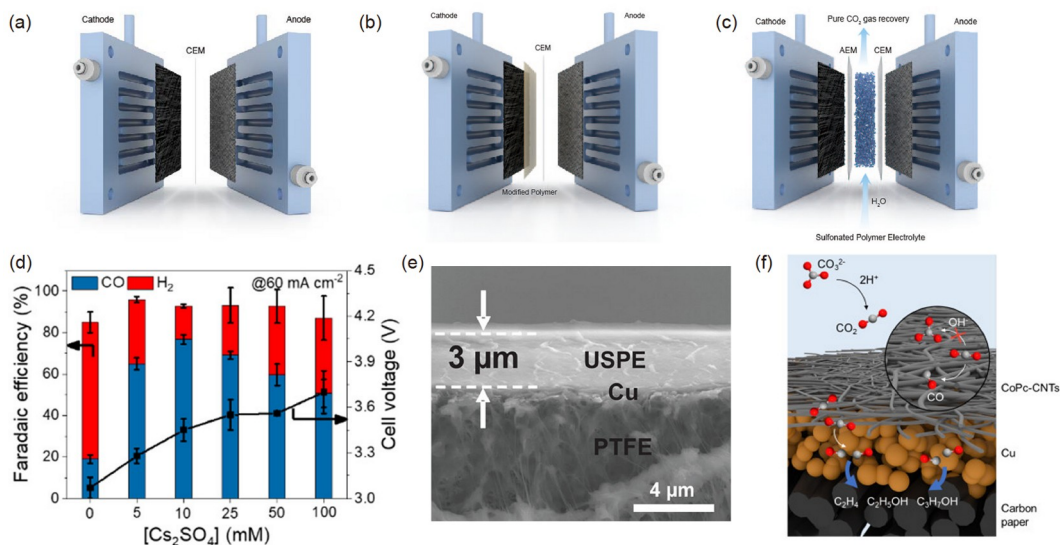 (a)
Cathode
Anode
CEM
(b)
Cathode
Anode
CEM
Modified Polymer
(c)
Pure CO₂ gas recovery
Cathode
Anode
AEM
CEM
H₂O
Sulfonated Polymer Electrolyte
(d)
CO
H₂
@60 mA cm⁻²
Faradaic efficiency (%)
100
80
60
40
20
0
Cell voltage (V)
4.5
4.2
3.9
3.6
3.3
3.0
0 5 10 25 50 100
[Cs₂SO₄] (mM)
(e)
3 μm
USPE
Cu
PTFE
4 μm
(f)
CO₃²⁻
2H⁺
CO₂
OH⁻
CO
CoPc-CNTs
Cu
C₂H₄ C₂H₅OH C₃H₇OH
Carbon
paper